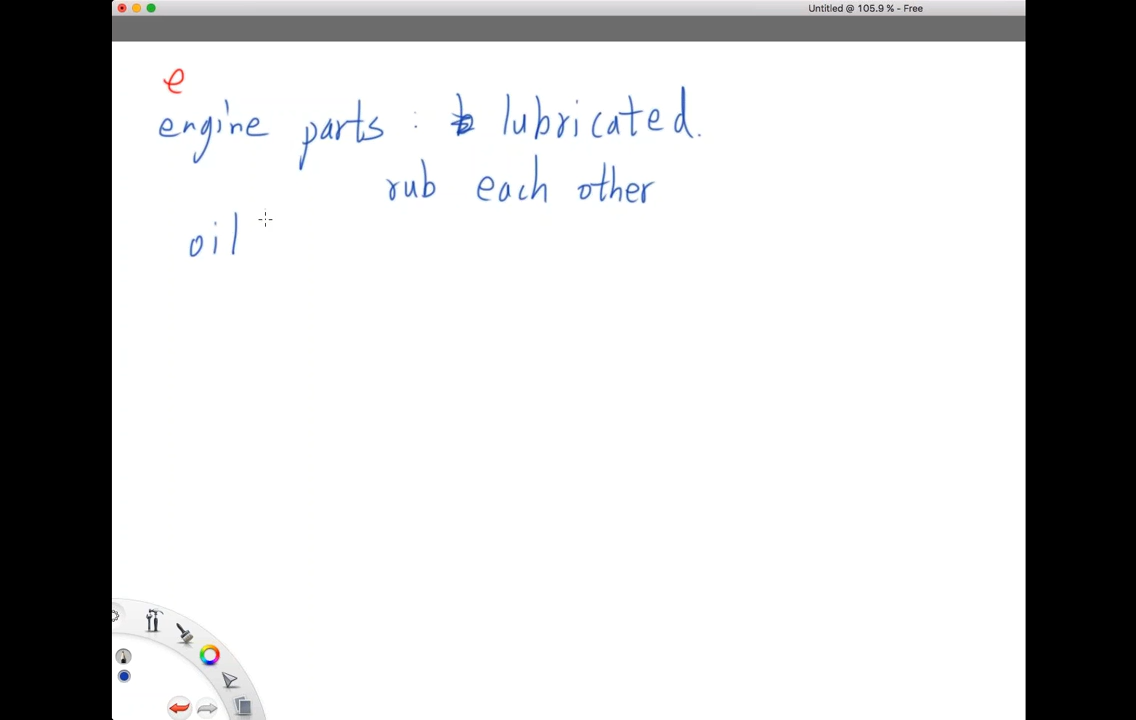 Untitled @ 105.9 % - Free
e
engine parts : lubricated.
rub each other
oil